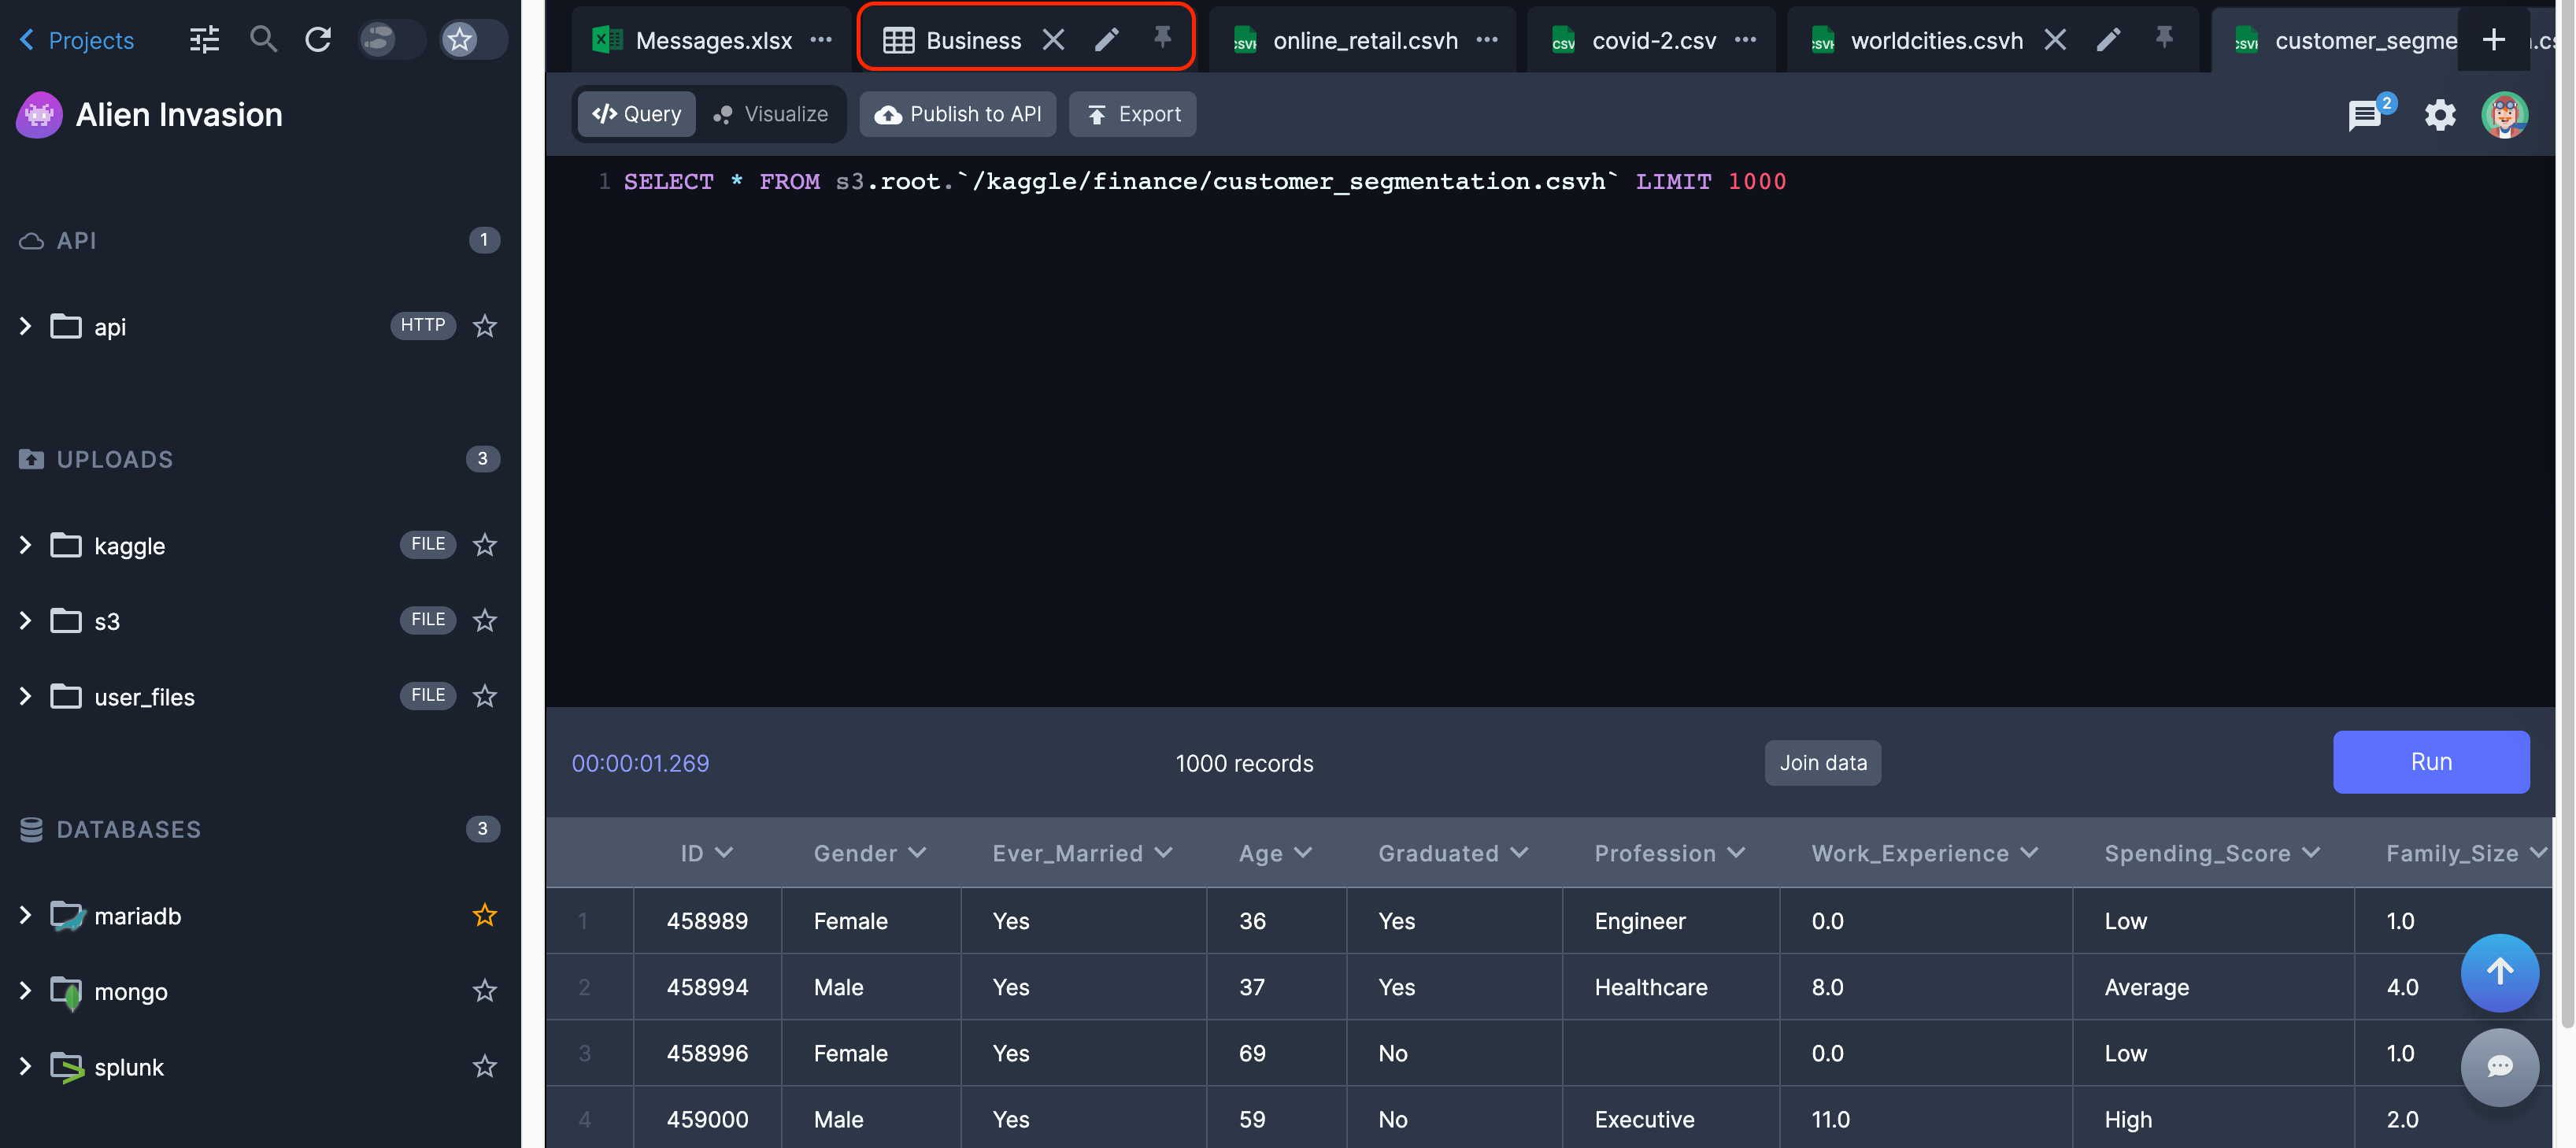 Projects
Alien Invasion
API 1
api HTTP
UPLOADS 3
kaggle FILE
s3 FILE
user_files FILE
DATABASES 3
mariadb
mongo
splunk
Messages.xlsx ••• Business online_retail.csvh ••• covid-2.csv ••• worldcities.csvh customer_segme +
Query Visualize Publish to API Export 2
1 SELECT * FROM s3.root.`/kaggle/finance/customer_segmentation.csvh` LIMIT 1000
00:00:01.269 1000 records Join data Run
ID Gender Ever_Married Age Graduated Profession Work_Experience Spending_Score Family_Size
1 458989 Female Yes 36 Yes Engineer 0.0 Low 1.0
2 458994 Male Yes 37 Yes Healthcare 8.0 Average 4.0
3 458996 Female Yes 69 No 0.0 Low 1.0
4 459000 Male Yes 59 No Executive 11.0 High 2.0